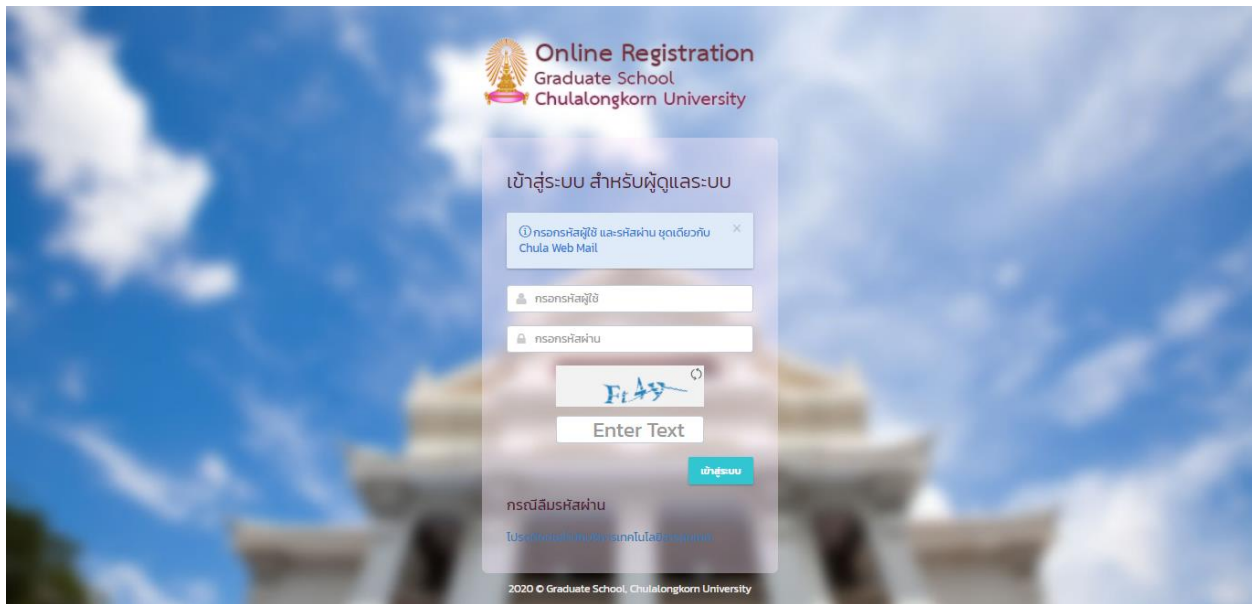 Online Registration
Graduate School
Chulalongkorn University
เข้าสู่ระบบ สำหรับผู้ดูแลระบบ
กรอกรหัสผู้ใช้ และรหัสผ่าน ชุดเดียวกับ
Chula Web Mail
กรอกรหัสผู้ใช้
กรอกรหัสผ่าน
Enter Text
เข้าสู่ระบบ
กรณีลืมรหัสผ่าน
2020 © Graduate School, Chulalongkorn University